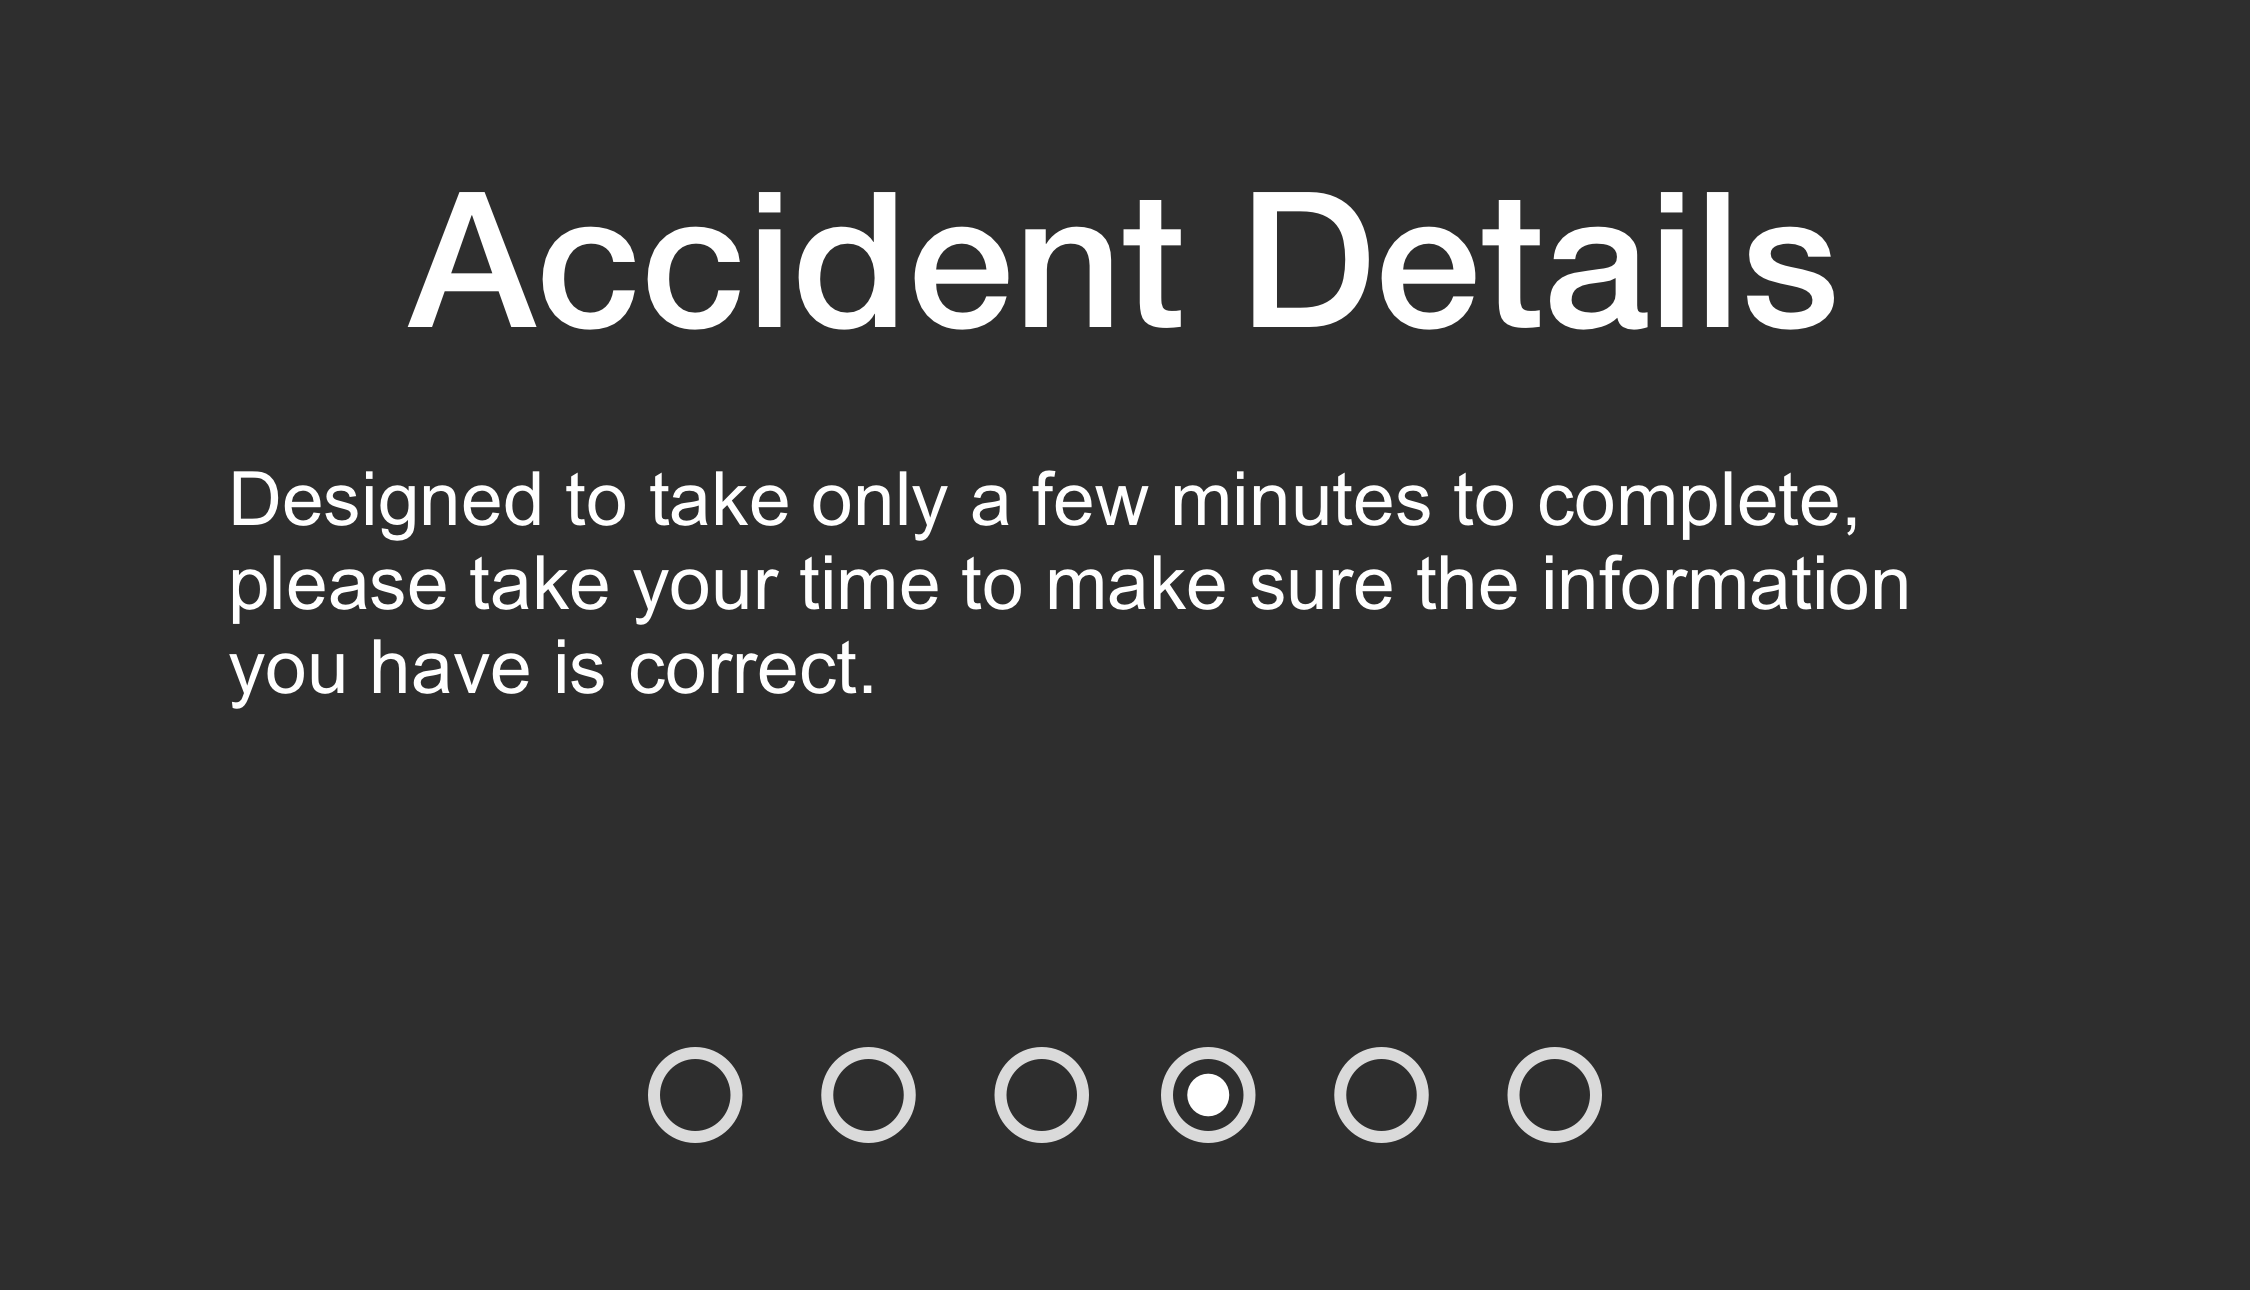 Accident Details
Designed to take only a few minutes to complete,
please take your time to make sure the information
you have is correct.